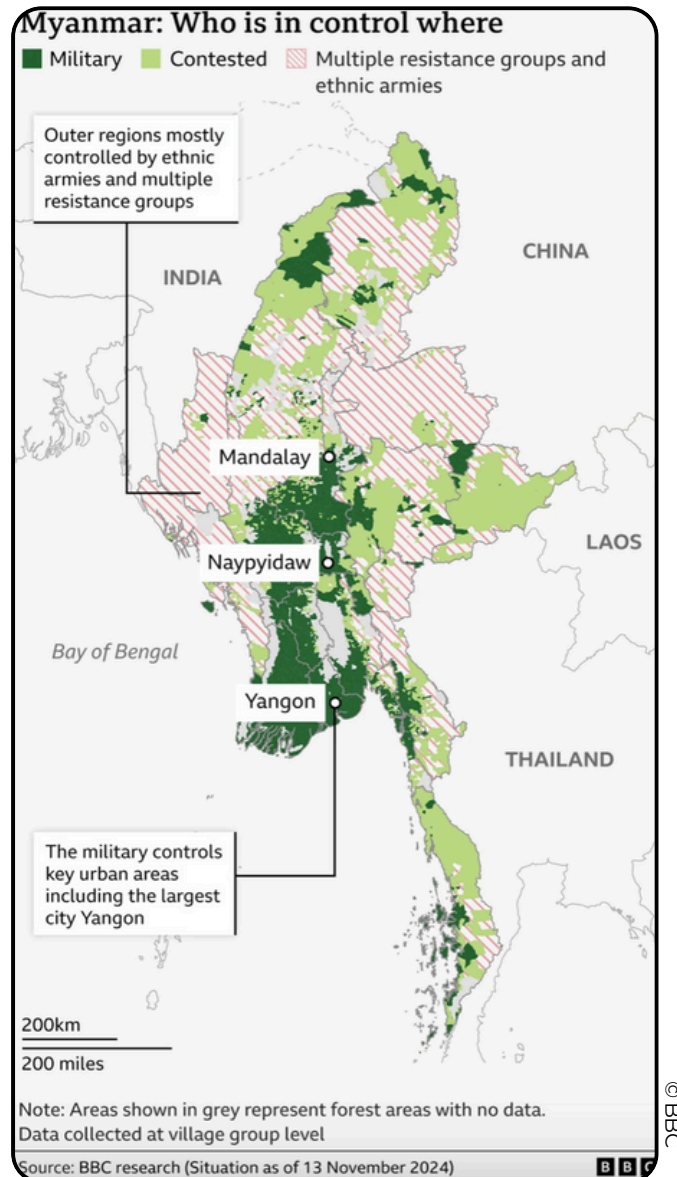 Myanmar: Who is in control where
Military Contested Multiple resistance groups and
ethnic armies
Outer regions mostly
controlled by ethnic
armies and multiple
resistance groups
CHINA
INDIA
Mandalay
LAOS
Naypyidaw
Bay of Bengal
Yangon
THAILAND
The military controls
key urban areas
including the largest
city Yangon
200km
200 miles
© BBC
Note: Areas shown in grey represent forest areas with no data.
Data collected at village group level
Source: BBC research (Situation as of 13 November 2024)
BBC